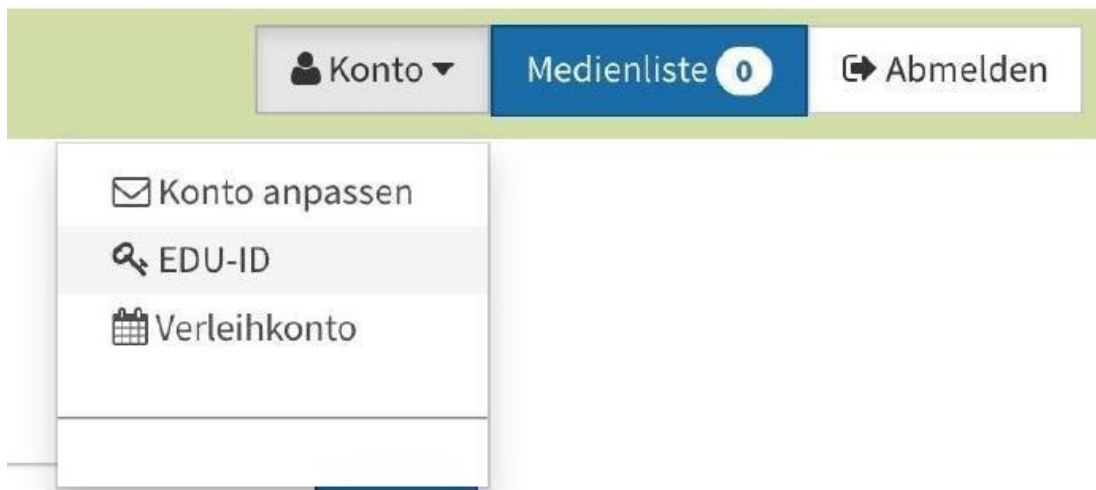 Konto
Medienliste 0
Abmelden
Konto anpassen
EDU-ID
Verleihkonto